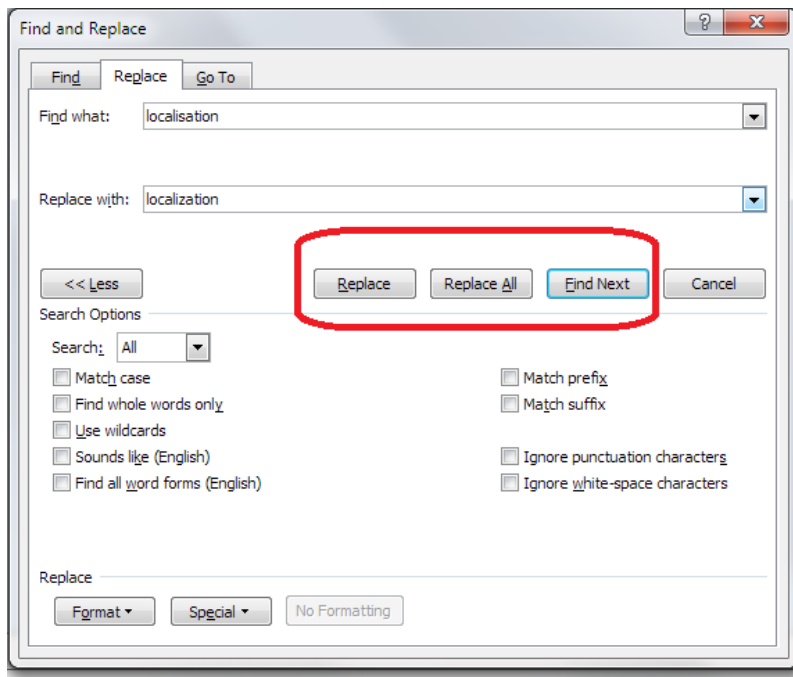 Find and Replace
Find Replace Go To
Find what: localisation
Replace with: localization
<< Less Replace Replace All Find Next Cancel
Search Options
Search: All
Match case Match prefix
Find whole words only Match suffix
Use wildcards
Sounds like (English) Ignore punctuation characters
Find all word forms (English) Ignore white-space characters
Replace
Format Special No Formatting